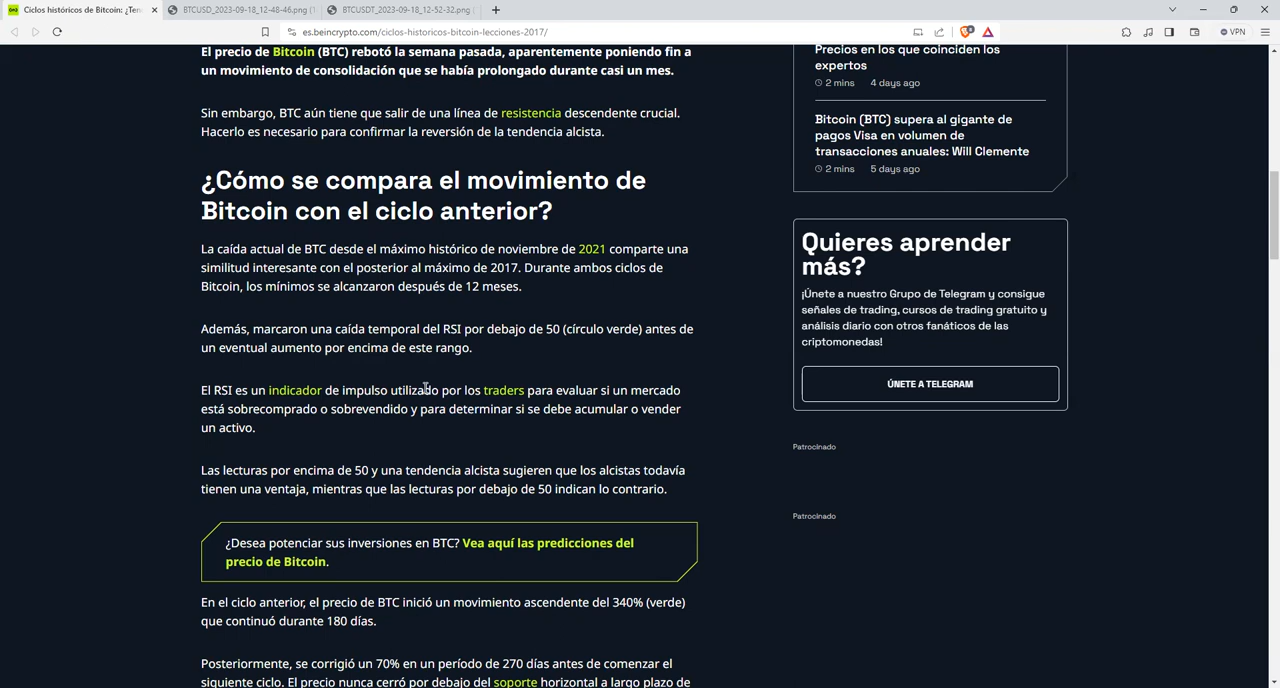 Ciclos históricos de Bitcoin: ¿Ten
BTCUSD_2023-09-18_12-48-46.png (1
BTCUSDT_2023-09-18_12-52-32.png
es.beincrypto.com/ciclos-historicos-bitcoin-lecciones-2017/
VPN
El precio de Bitcoin (BTC) rebotó la semana pasada, aparentemente poniendo fin a
un movimiento de consolidación que se había prolongado durante casi un mes.
Sin embargo, BTC aún tiene que salir de una línea de resistencia descendente crucial.
Hacerlo es necesario para confirmar la reversión de la tendencia alcista.
¿Cómo se compara el movimiento de
Bitcoin con el ciclo anterior?
La caída actual de BTC desde el máximo histórico de noviembre de 2021 comparte una
similitud interesante con el posterior al máximo de 2017. Durante ambos ciclos de
Bitcoin, los mínimos se alcanzaron después de 12 meses.
Además, marcaron una caída temporal del RSI por debajo de 50 (círculo verde) antes de
un eventual aumento por encima de este rango.
El RSI es un indicador de impulso utilizado por los traders para evaluar si un mercado
está sobrecomprado o sobrevendido y para determinar si se debe acumular o vender
un activo.
Las lecturas por encima de 50 y una tendencia alcista sugieren que los alcistas todavía
tienen una ventaja, mientras que las lecturas por debajo de 50 indican lo contrario.
¿Desea potenciar sus inversiones en BTC? Vea aquí las predicciones del
precio de Bitcoin.
En el ciclo anterior, el precio de BTC inició un movimiento ascendente del 340% (verde)
que continuó durante 180 días.
Posteriormente, se corrigió un 70% en un período de 270 días antes de comenzar el
siguiente ciclo. El precio nunca cerró por debajo del soporte horizontal a largo plazo de
Precios en los que coinciden los
expertos
2 mins 4 days ago
Bitcoin (BTC) supera al gigante de
pagos Visa en volumen de
transacciones anuales: Will Clemente
2 mins 5 days ago
Quieres aprender
más?
¡Únete a nuestro Grupo de Telegram y consigue
señales de trading, cursos de trading gratuito y
análisis diario con otros fanáticos de las
criptomonedas!
ÚNETE A TELEGRAM
Patrocinado
Patrocinado